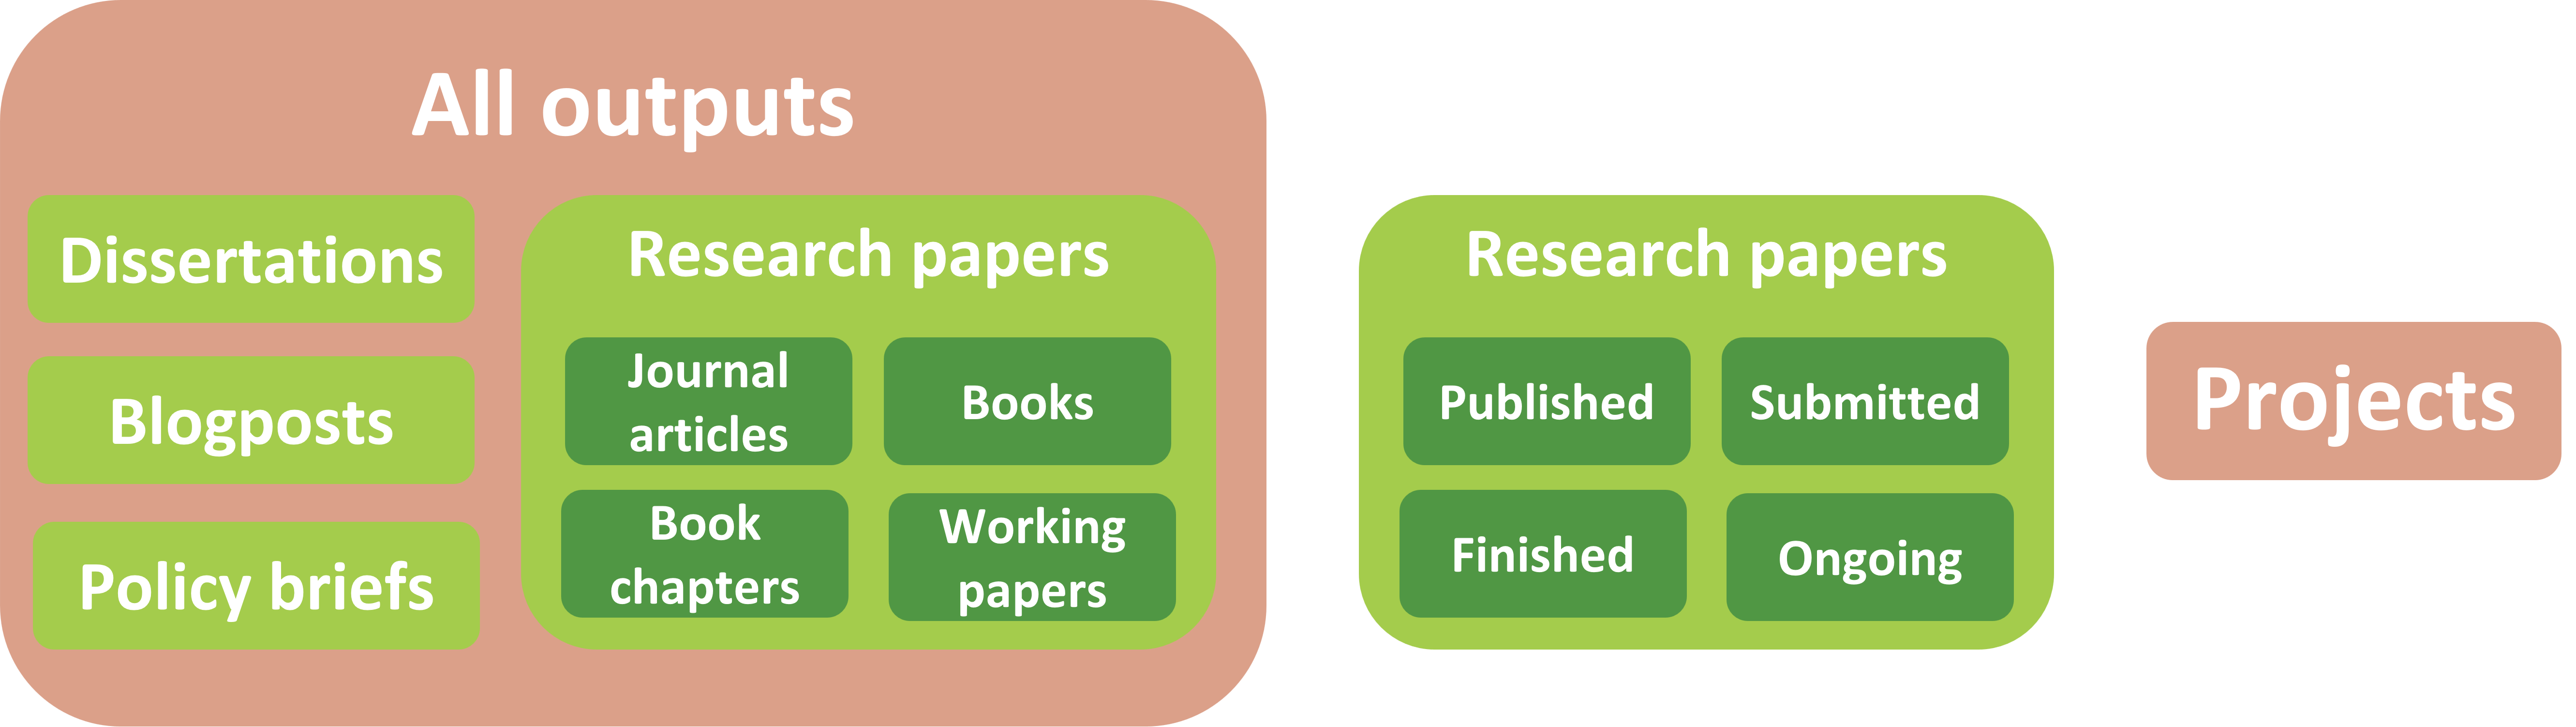 All outputs
Dissertations
Blogposts
Policy briefs
Research papers
Journal
articles
Books
Book
chapters
Working
papers
Research papers
Published
Submitted
Finished
Ongoing
Projects